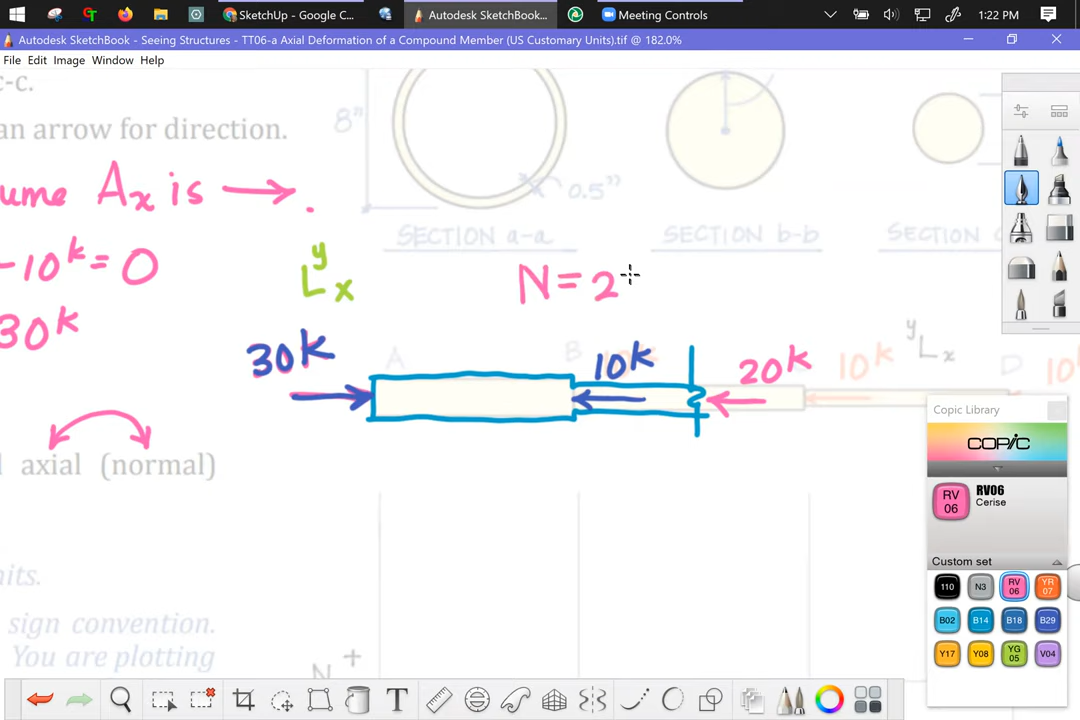 SketchUp - Google C...
Autodesk SketchBook...
Meeting Controls
1:22 PM
Autodesk SketchBook - Seeing Structures - TT06-a Axial Deformation of a Compound Member (US Customary Units).tif @ 182.0%
File Edit Image Window Help
c-c.
an arrow for direction.
8"
0.5"
ume Ax is →.
SECTION a-a
SECTION b-b
SECTION
-10k = 0
y
x
N = 2
30k
30k
A
B
10k
20k
10k
y
x
D
10k
axial (normal)
nits.
sign convention.
You are plotting
N +
Copic Library
COPIC
RV 06
RV06
Cerise
Custom set
110 N3 RV 06 YR 07
B02 B14 B18 B29
Y17 Y08 YG 05 V04
T